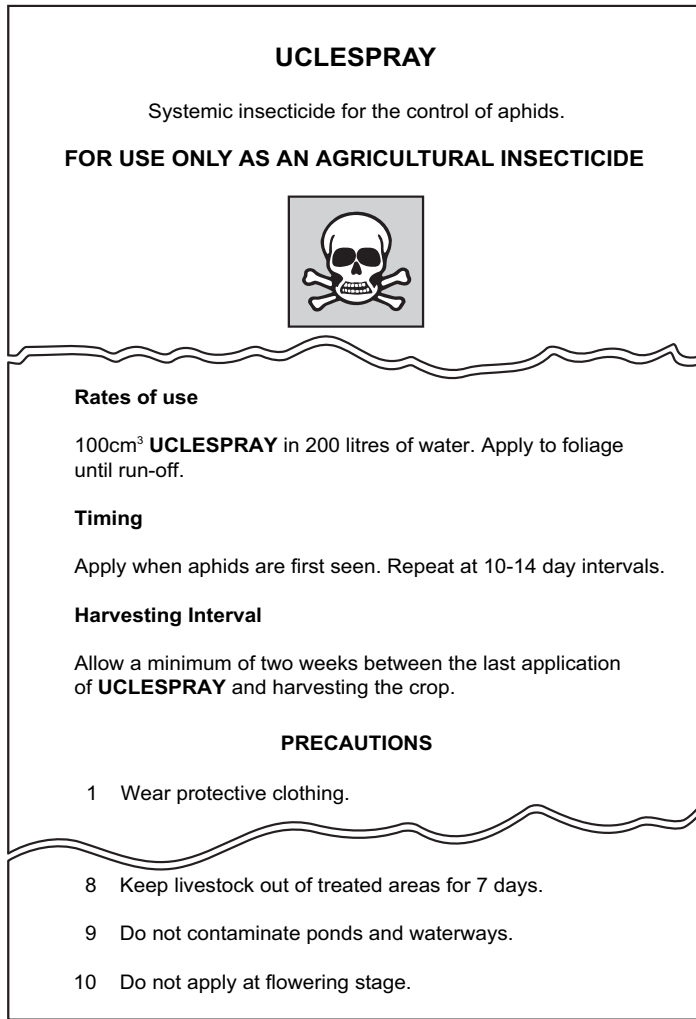 UCLESPRAY
Systemic insecticide for the control of aphids.
FOR USE ONLY AS AN AGRICULTURAL INSECTICIDE
Rates of use
100cm³ UCLESPRAY in 200 litres of water. Apply to foliage
until run-off.
Timing
Apply when aphids are first seen. Repeat at 10-14 day intervals.
Harvesting Interval
Allow a minimum of two weeks between the last application
of UCLESPRAY and harvesting the crop.
PRECAUTIONS
1 Wear protective clothing.
8 Keep livestock out of treated areas for 7 days.
9 Do not contaminate ponds and waterways.
10 Do not apply at flowering stage.